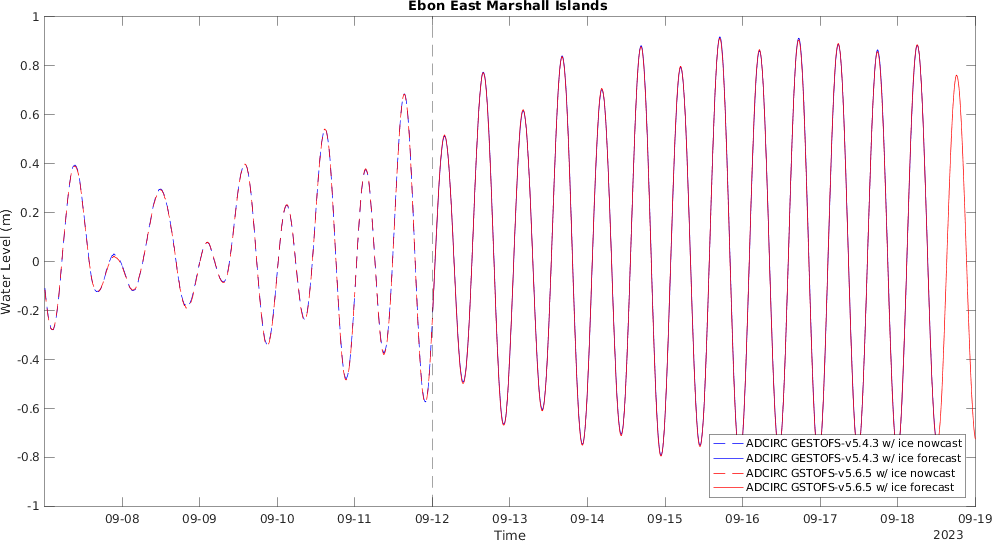 Ebon East Marshall Islands
Water Level (m)
1
0.8
0.6
0.4
0.2
0
-0.2
-0.4
-0.6
-0.8
-1
ADCIRC GESTOFS-v5.4.3 w/ ice nowcast
ADCIRC GESTOFS-v5.4.3 w/ ice forecast
ADCIRC GSTOFS-v5.6.5 w/ ice nowcast
ADCIRC GSTOFS-v5.6.5 w/ ice forecast
09-08 09-09 09-10 09-11 09-12 09-13 09-14 09-15 09-16 09-17 09-18 09-19
Time
2023